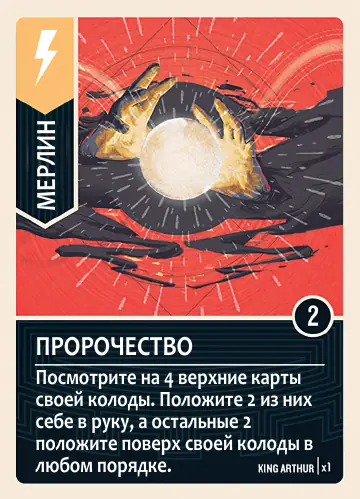 МЕРЛИН
2
ПРОРОЧЕСТВО
Посмотрите на 4 верхние карты
своей колоды. Положите 2 из них
себе в руку, а остальные 2
положите поверх своей колоды в
любом порядке.
KING ARTHUR | x1